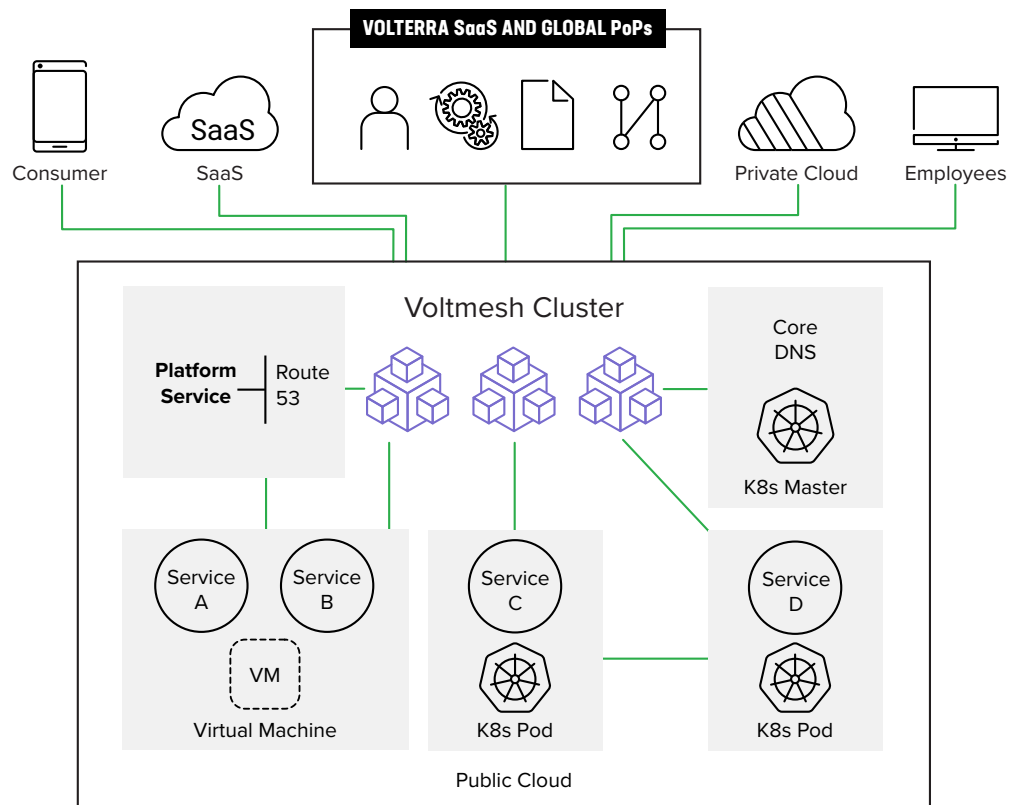 VOLTERRA SaaS AND GLOBAL PoPs
SaaS
Consumer
SaaS
Private Cloud
Employees
Voltmesh Cluster
Platform
Service
Route
53
Core
DNS
K8s Master
Service
A
Service
B
VM
Virtual Machine
Service
C
K8s Pod
Service
D
K8s Pod
Public Cloud